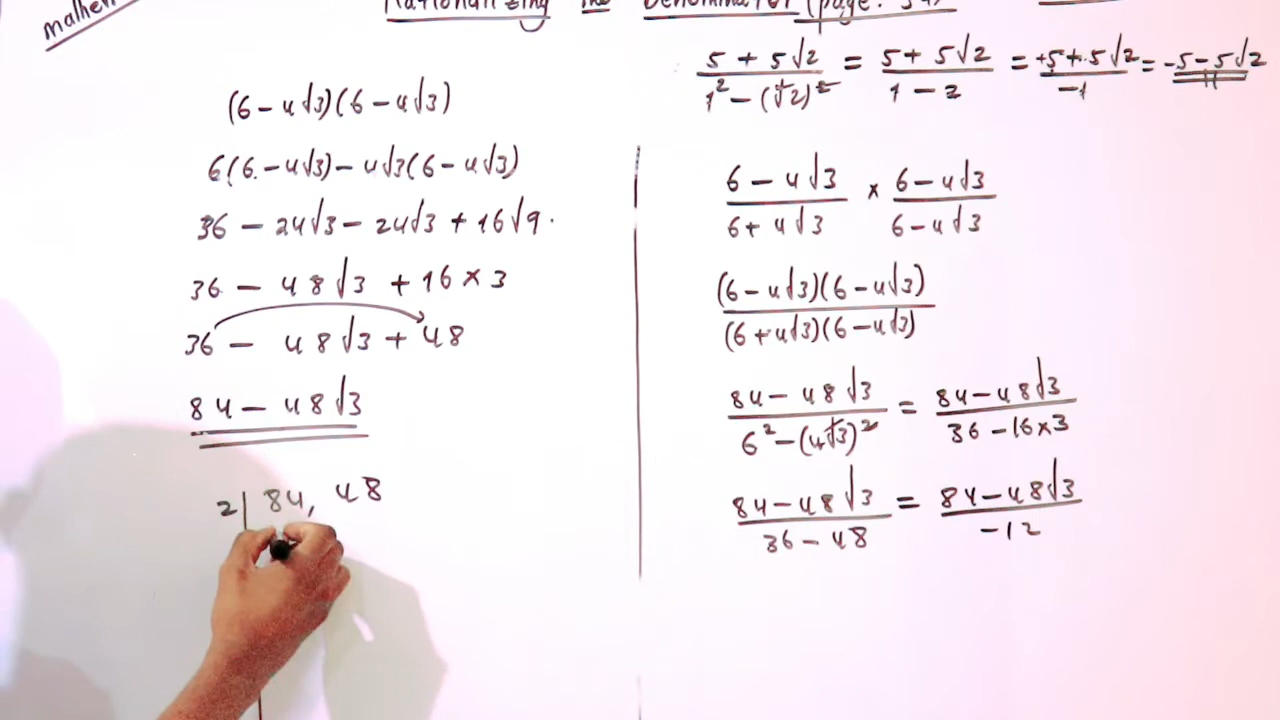 Rationalizing the Denominator (page:
(6 - 4√3)(6 - 4√3)
6(6 - 4√3) - 4√3(6 - 4√3)
36 - 24√3 - 24√3 + 16√9.
36 - 48√3 + 16 × 3
36 - 48√3 + 48
84 - 48√3
2| 84, 48
5 + 5√2 / 1² - (√2)² = 5 + 5√2 / 1 - 2 = +5 + 5√2 / -1 = -5 - 5√2
6 - 4√3 / 6 + 4√3 × 6 - 4√3 / 6 - 4√3
(6 - 4√3)(6 - 4√3) / (6 + 4√3)(6 - 4√3)
84 - 48√3 / 6² - (4√3)² = 84 - 48√3 / 36 - 16×3
84 - 48√3 / 36 - 48 = 84 - 48√3 / -12